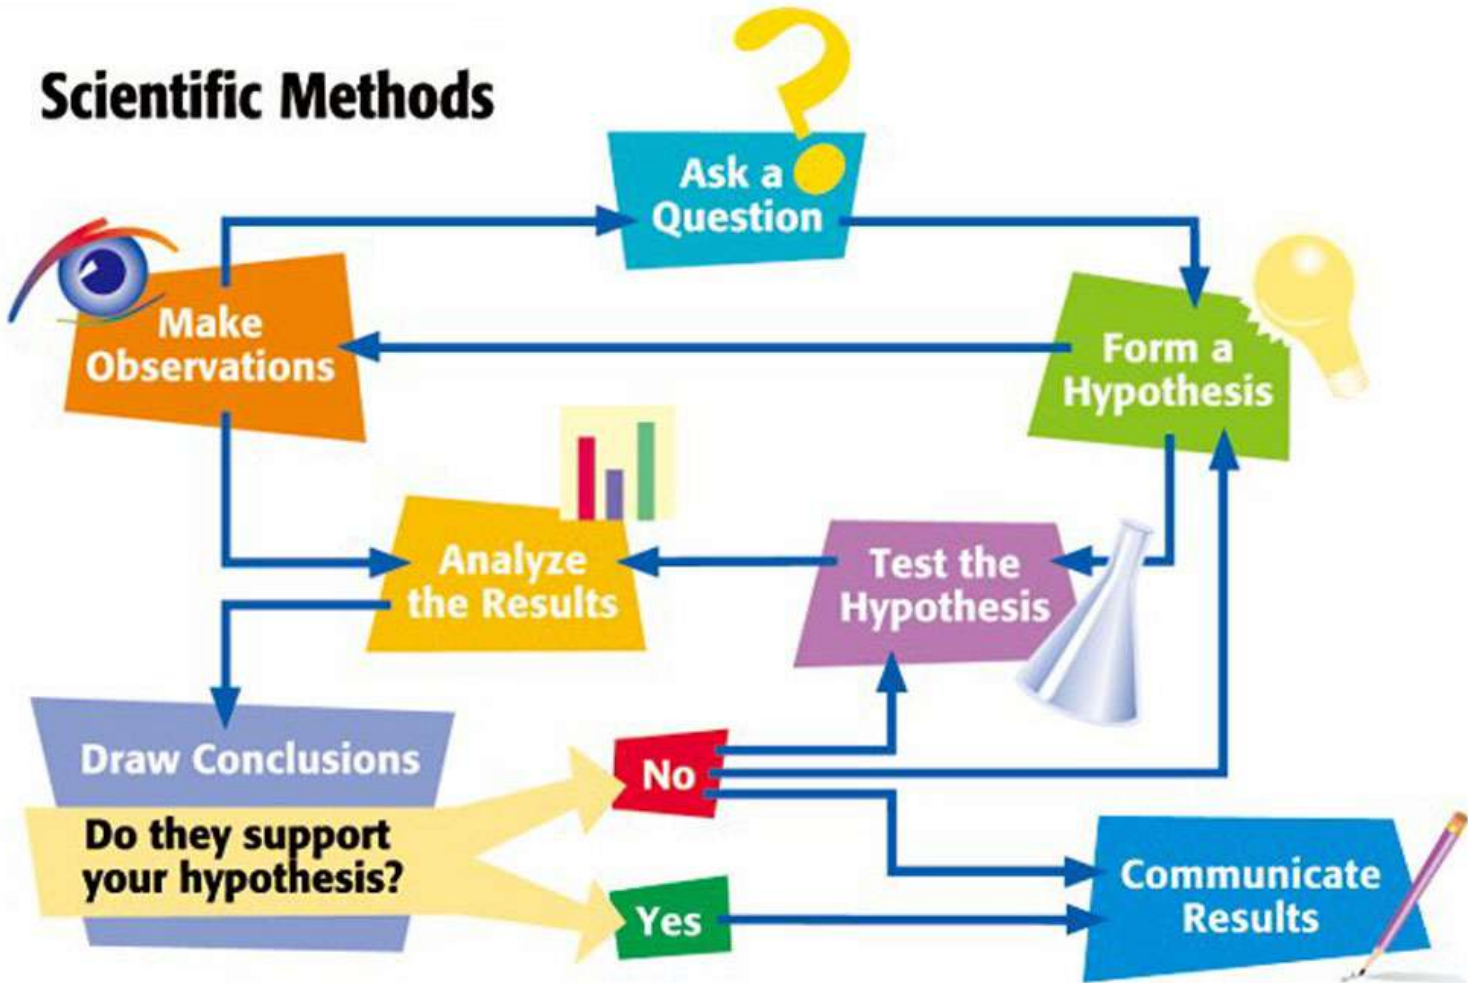 Scientific Methods
Ask a
Question
Make
Observations
Form a
Hypothesis
Analyze
the Results
Test the
Hypothesis
Draw Conclusions
Do they support
your hypothesis?
No
Yes
Communicate
Results